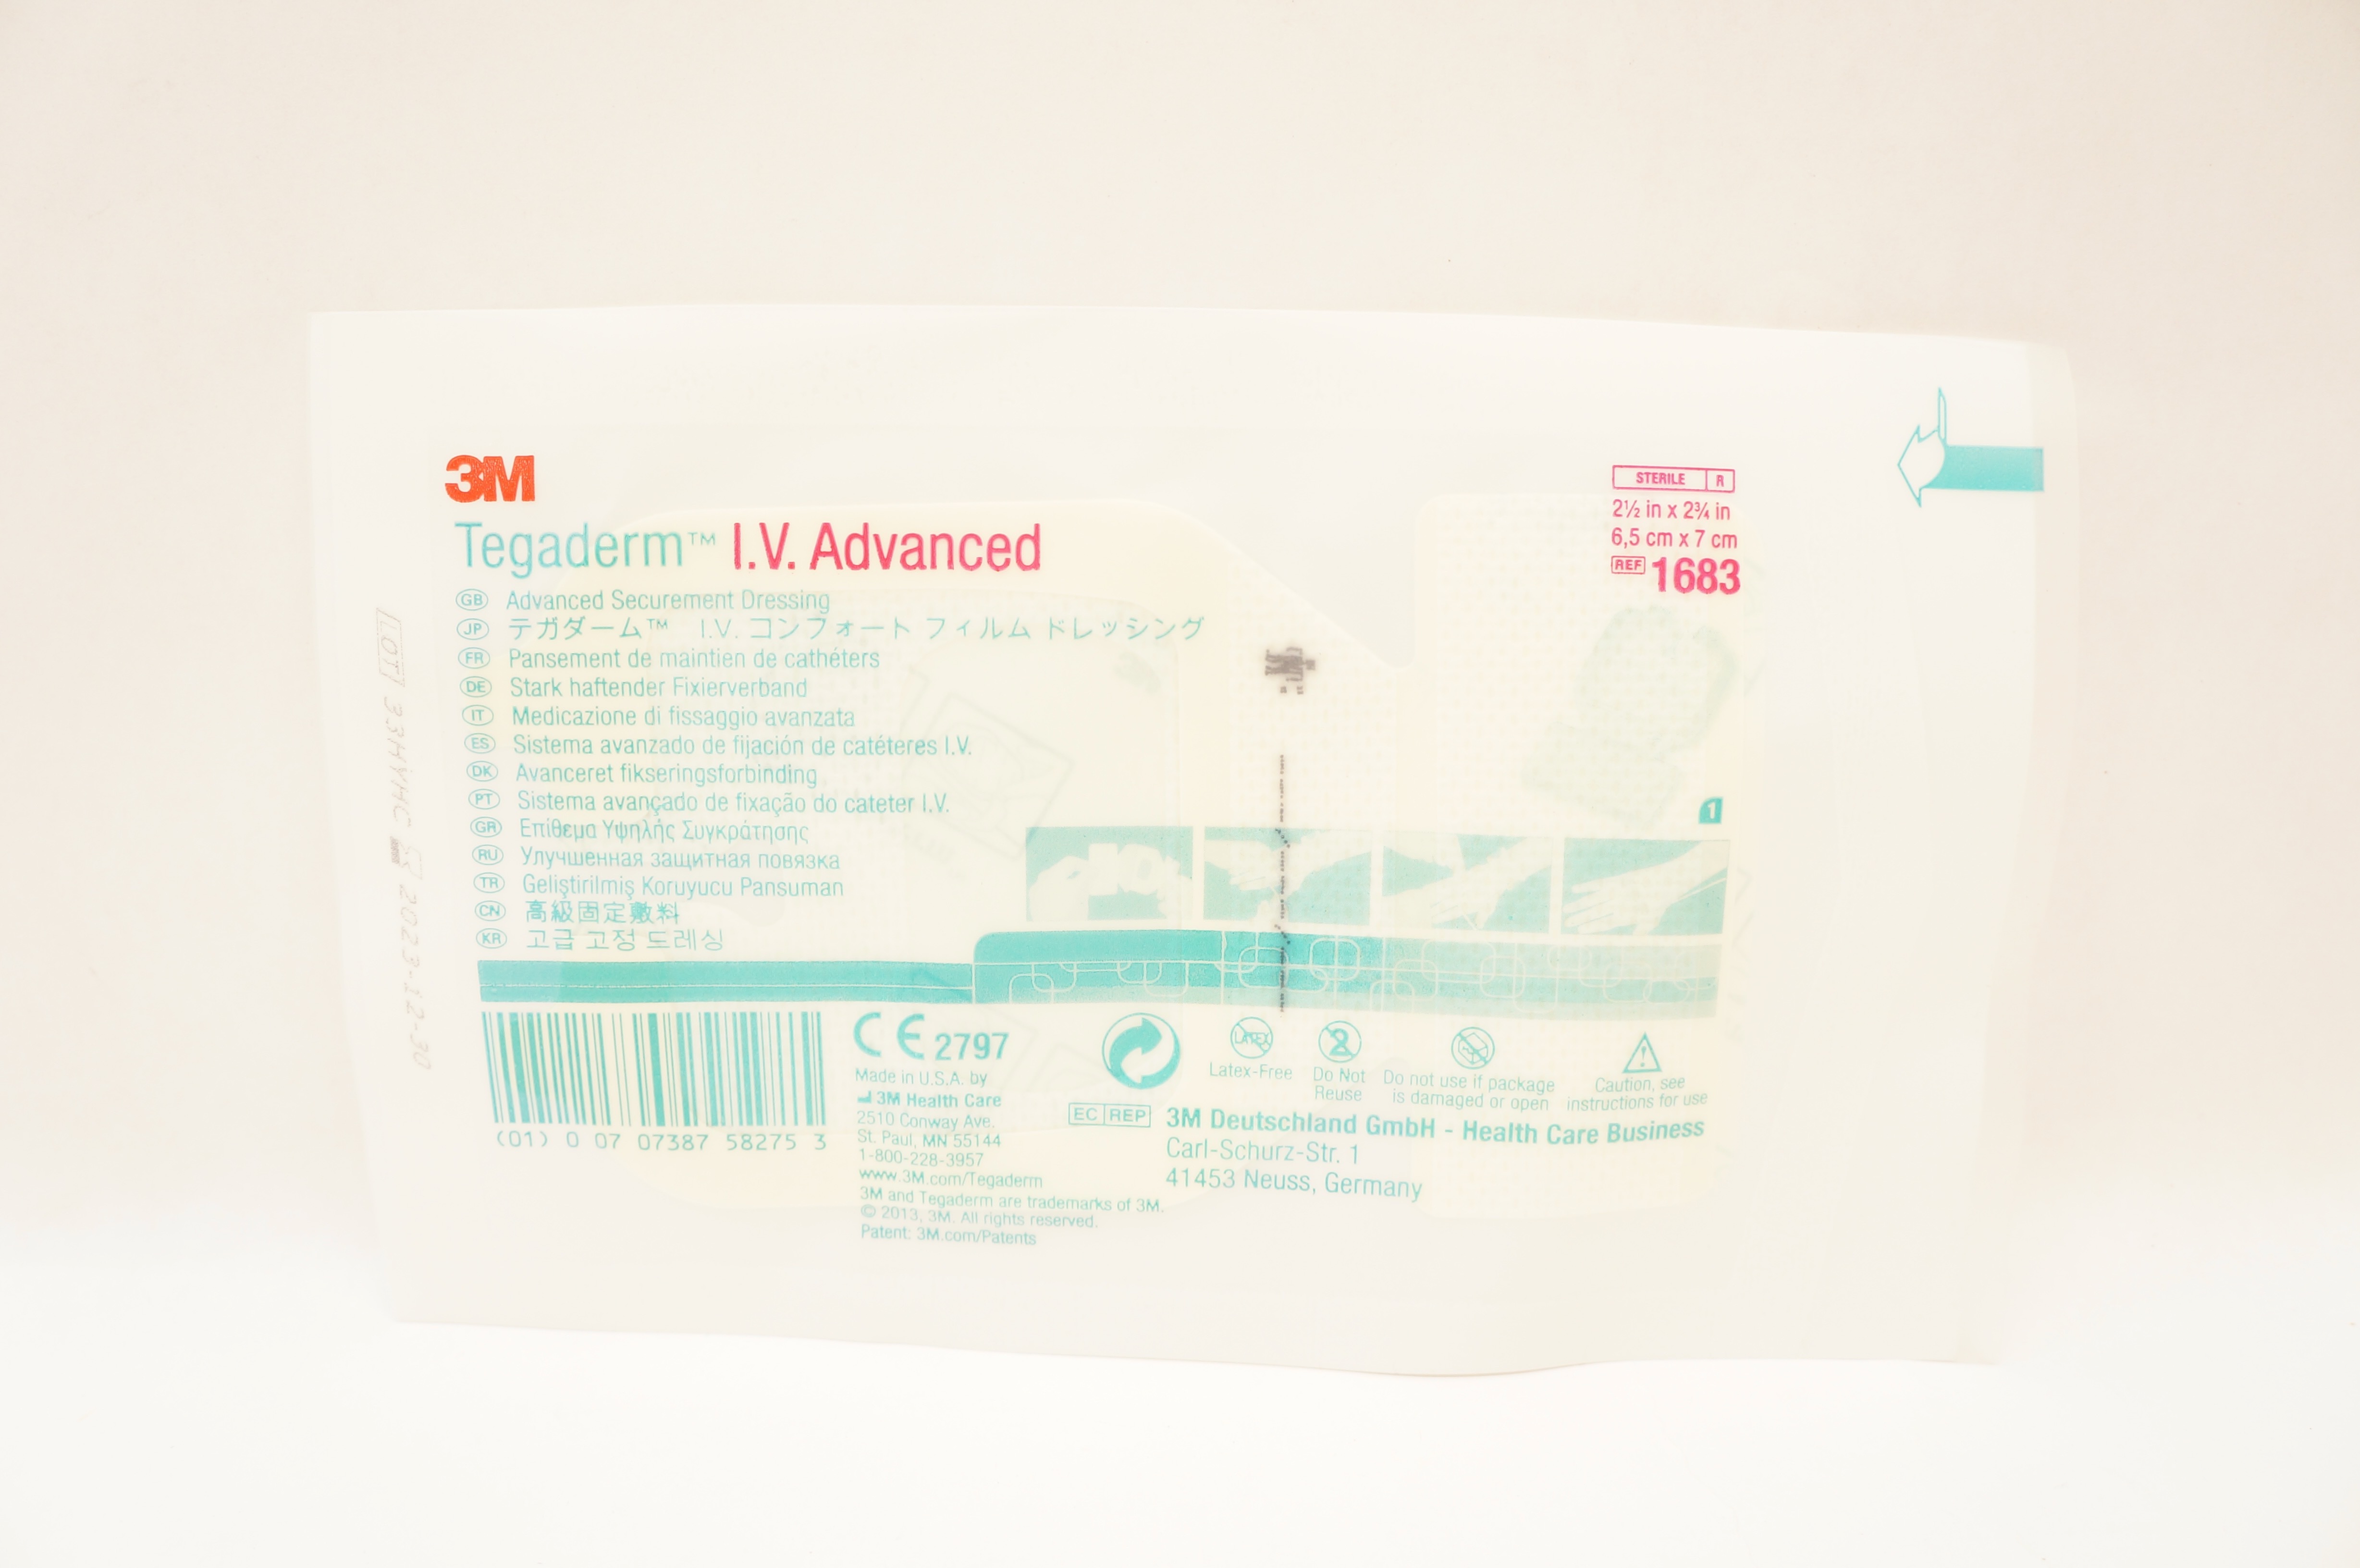 3M
Tegaderm™ I.V. Advanced
STERILE R
2½ in x 2¾ in
6,5 cm x 7 cm
REF 1683
GB Advanced Securement Dressing
JP テガダーム™ I.V. コンフォート フィルム ドレッシング
FR Pansement de maintien de cathéters
DE Stark haftender Fixierverband
IT Medicazione di fissaggio avanzata
ES Sistema avanzado de fijación de catéteres I.V.
DK Avanceret fikseringsforbinding
PT Sistema avançado de fixação do cateter I.V.
GR Επίθεμα Υψηλής Συγκράτησης
RU Улучшенная защитная повязка
TR Geliştirilmiş Koruyucu Pansuman
CN 高級固定敷料
KR 고급 고정 드레싱
1
(01) 0 07 07387 58275 3
CE 2797
Made in U.S.A. by
3M Health Care
2510 Conway Ave.
St. Paul, MN 55144
1-800-228-3957
www.3M.com/Tegaderm
3M and Tegaderm are trademarks of 3M.
© 2013, 3M. All rights reserved.
Patent: 3M.com/Patents
LATEX
Latex-Free
2
Do Not
Reuse
Do not use if package
is damaged or open
Caution, see
instructions for use
EC REP 3M Deutschland GmbH - Health Care Business
Carl-Schurz-Str. 1
41453 Neuss, Germany
LOT 2023-12-30